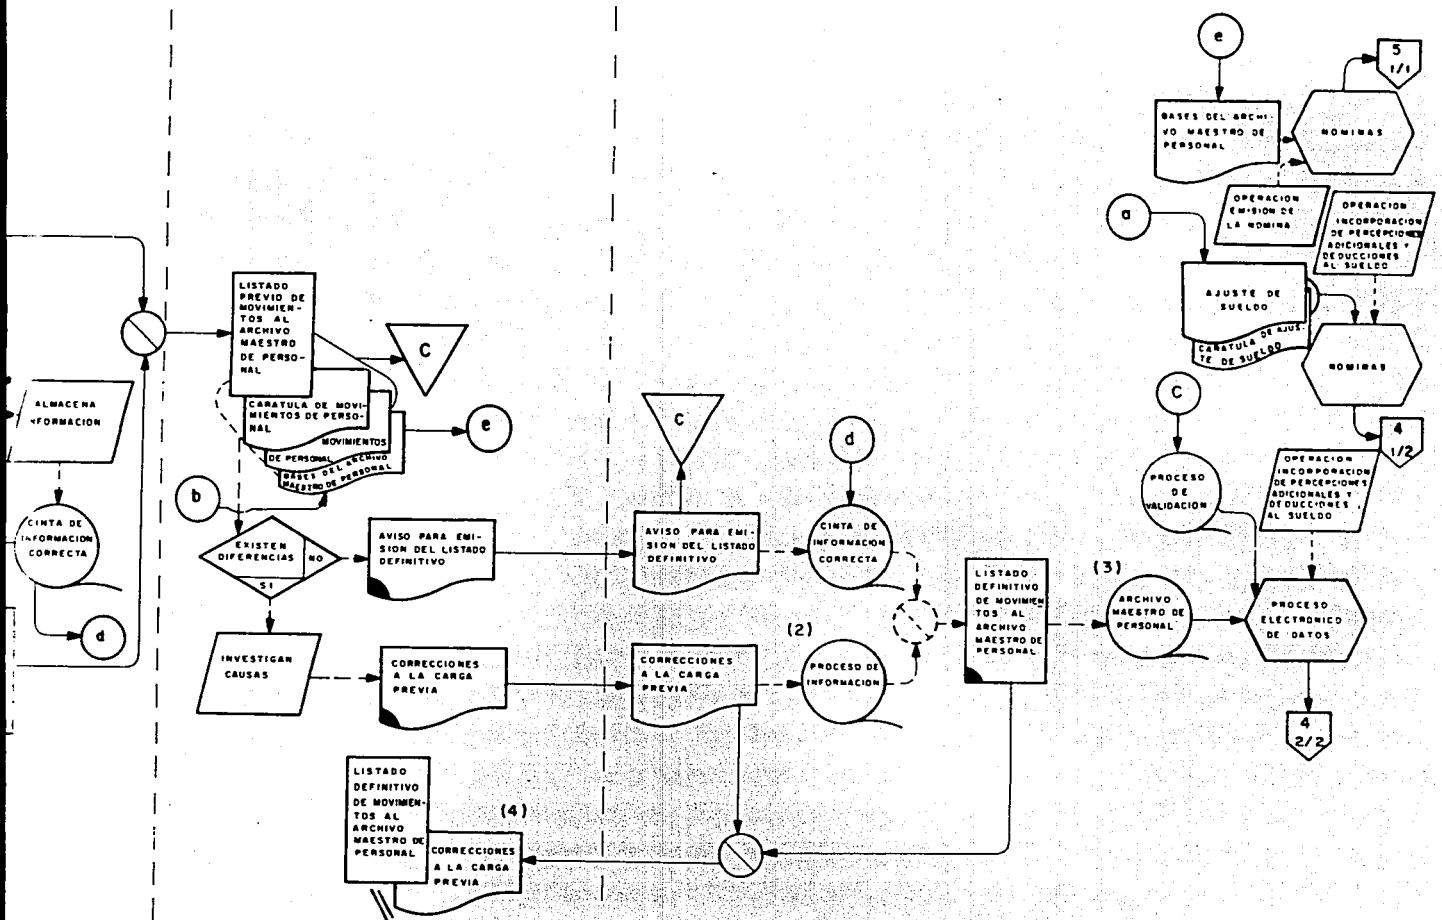 ALMACENA
CINTA DE
INFORMACION
CORRECTA
d
LISTADO
PREVIO DE
MOVIMIEN-
TOS AL
ARCHIVO
MAESTRO
DE PERSO-
NAL
C
CARATULA DE MOVI-
MIENTOS DE PERSO-
NAL
MOVIMIENTOS
DE PERSONAL
BASES DEL ARCHIVO
MAESTRO DE PERSONAL
e
b
EXISTEN
DIFERENCIAS
NO
SI
AVISO PARA EMI-
SION DEL LISTADO
DEFINITIVO
INVESTIGAN
CAUSAS
CORRECCIONES
A LA CARGA
PREVIA
LISTADO
DEFINITIVO
DE MOVIMIEN-
TOS AL
ARCHIVO
MAESTRO DE
PERSONAL
(4)
CORRECCIONES
A LA CARGA
PREVIA
C
AVISO PARA EMI-
SION DEL LISTADO
DEFINITIVO
d
CINTA DE
INFORMACION
CORRECTA
CORRECCIONES
A LA CARGA
PREVIA
(2)
PROCESO DE
INFORMACION
LISTADO
DEFINITIVO
DE MOVIMIEN-
TOS AL
ARCHIVO
MAESTRO DE
PERSONAL
(3)
ARCHIVO
MAESTRO DE
PERSONAL
e
BASES DEL ARCHI-
VO MAESTRO DE
PERSONAL
NOMINAS
5
1/1
OPERACION
EMISION DE
LA NOMINA
OPERACION
INCORPORACION
DE PERCEPCIONES
ADICIONALES Y
DEDUCCIONES
AL SUELDO
a
AJUSTE DE
SUELDO
CARATULA DE AJUS-
TE DE SUELDO
NOMINAS
4
1/2
C
PROCESO
DE
VALIDACION
OPERACION
INCORPORACION
DE PERCEPCIONES
ADICIONALES Y
DEDUCCIONES
AL SUELDO
PROCESO
ELECTRONICO
DE DATOS
4
2/2